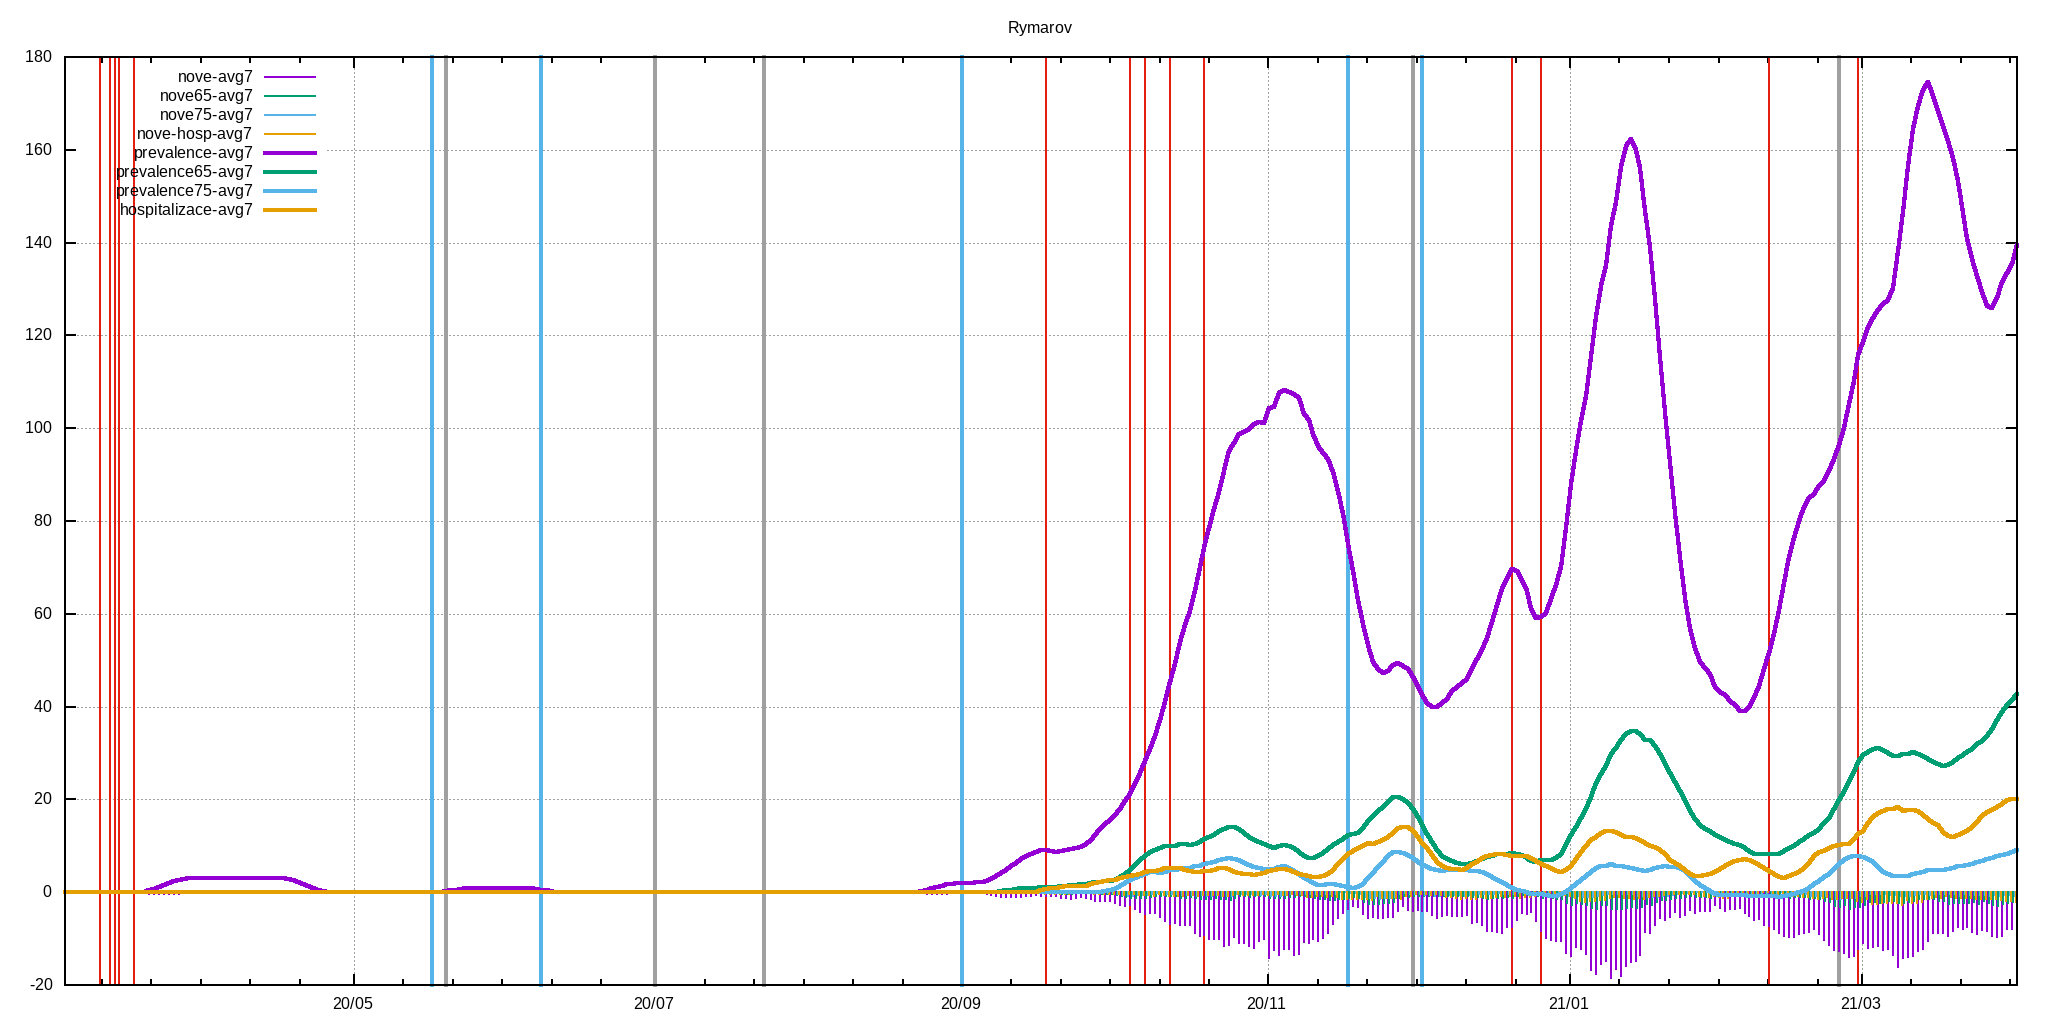 Rymarov
180
160
140
120
100
80
60
40
20
0
-20
nove-avg7
nove65-avg7
nove75-avg7
nove-hosp-avg7
prevalence-avg7
prevalence65-avg7
prevalence75-avg7
hospitalizace-avg7
20/05 20/07 20/09 20/11 21/01 21/03